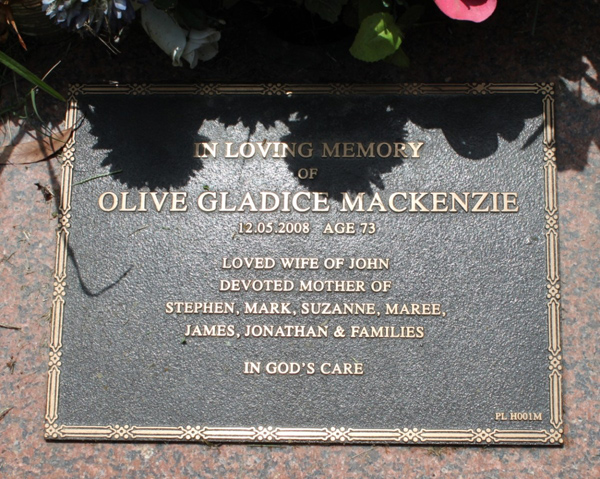 IN LOVING MEMORY
OF
OLIVE GLADICE MACKENZIE
12.05.2008 AGE 73
LOVED WIFE OF JOHN
DEVOTED MOTHER OF
STEPHEN, MARK, SUZANNE, MAREE,
JAMES, JONATHAN & FAMILIES
IN GOD'S CARE
PL H001M